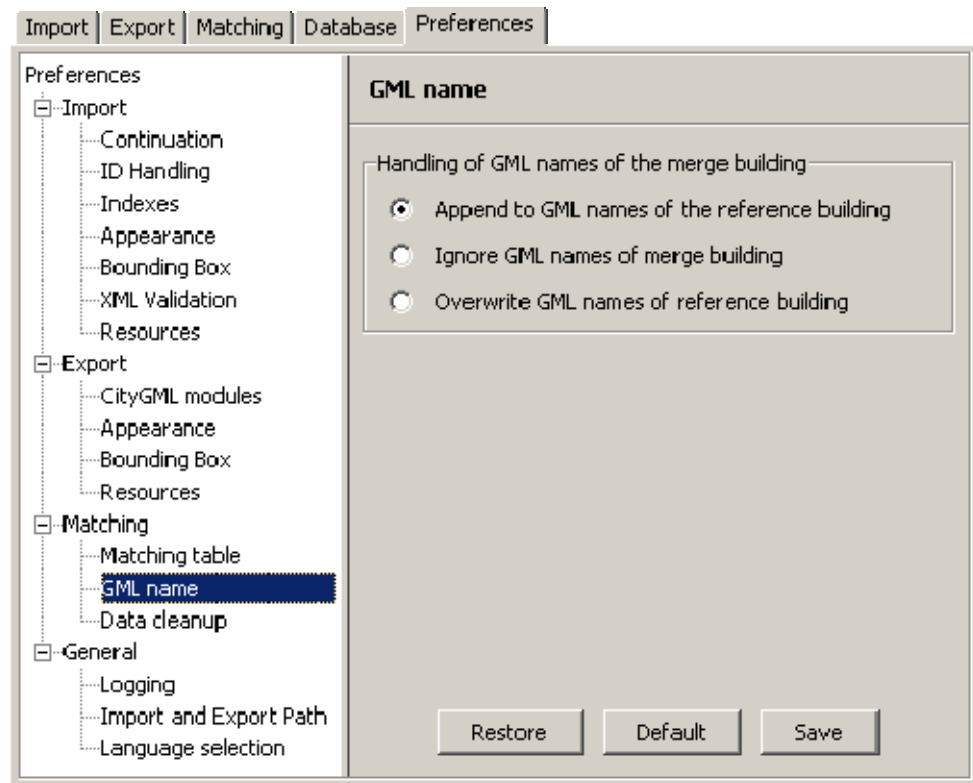 Import Export Matching Database Preferences
Preferences
Import
Continuation
ID Handling
Indexes
Appearance
Bounding Box
XML Validation
Resources
Export
CityGML modules
Appearance
Bounding Box
Resources
Matching
Matching table
GML name
Data cleanup
General
Logging
Import and Export Path
Language selection
GML name
Handling of GML names of the merge building
Append to GML names of the reference building
Ignore GML names of merge building
Overwrite GML names of reference building
Restore Default Save